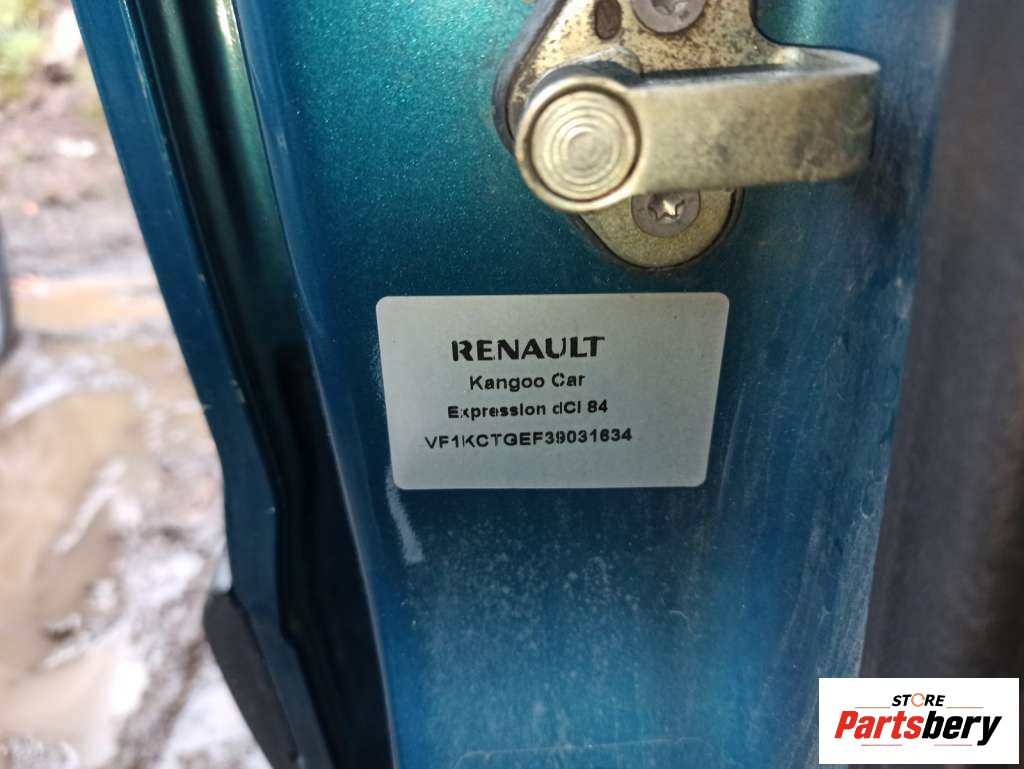 RENAULT
Kangoo Car
Expression dCi 84
VF1KCTGEF39031634
STORE
Partsbery